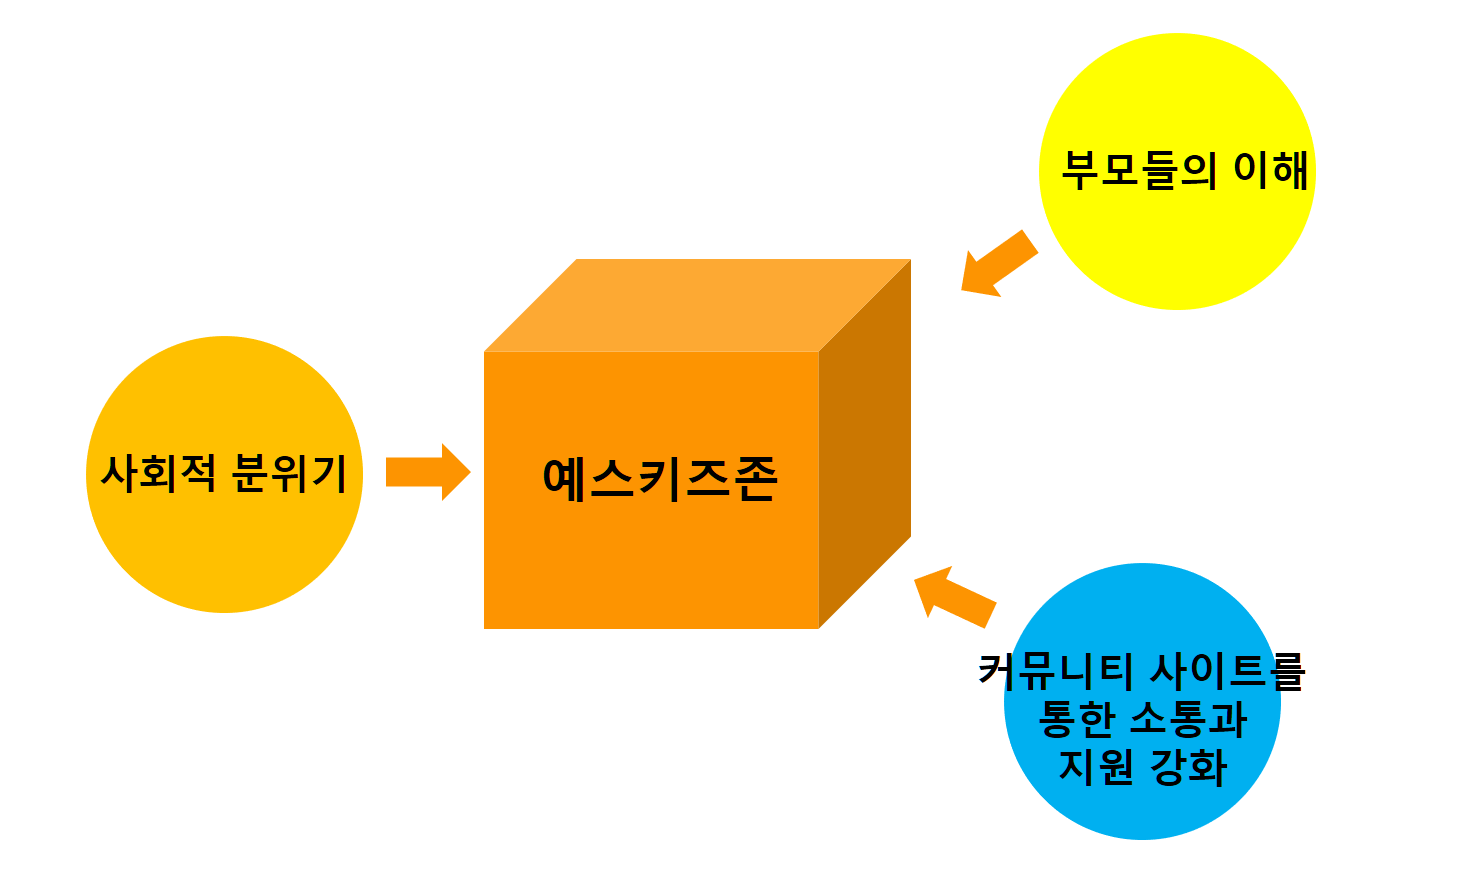 부모들의 이해
사회적 분위기
예스키즈존
커뮤니티 사이트를
통한 소통과
지원 강화